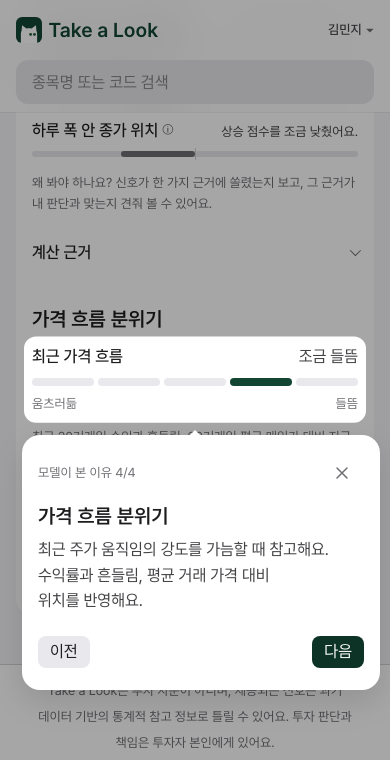 Take a Look
김민지
종목명 또는 코드 검색
하루 폭 안 종가 위치
상승 점수를 조금 낮췄어요.
왜 봐야 하나요? 신호가 한 가지 근거에 쏠렸는지 보고, 그 근거가
내 판단과 맞는지 견줘 볼 수 있어요.
계산 근거
가격 흐름 분위기
최근 가격 흐름
조금 들뜸
움츠러듦
들뜸
모델이 본 이유 4/4
가격 흐름 분위기
최근 주가 움직임의 강도를 가늠할 때 참고해요.
수익률과 흔들림, 평균 거래 가격 대비
위치를 반영해요.
이전
다음
Take a Look은 투자 자문이 아니며, 제공되는 신호는 과거
데이터 기반의 통계적 참고 정보로 틀릴 수 있어요. 투자 판단과
책임은 투자자 본인에게 있어요.